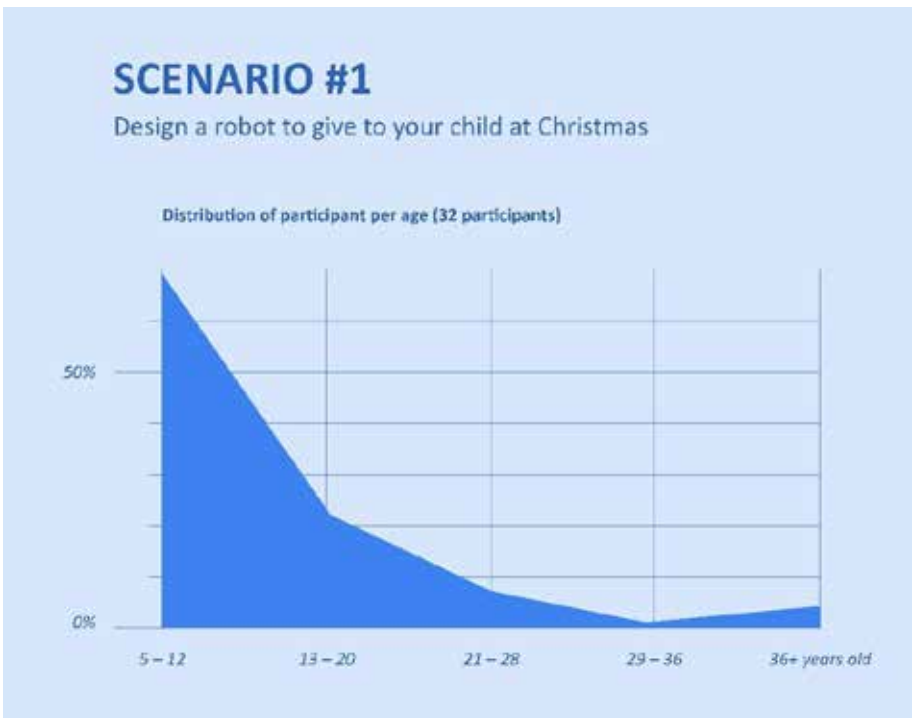 SCENARIO #1
Design a robot to give to your child at Christmas
Distribution of participant per age (32 participants)
50%
0%
5 – 12
13 – 20
21 – 28
29 – 36
36+ years old